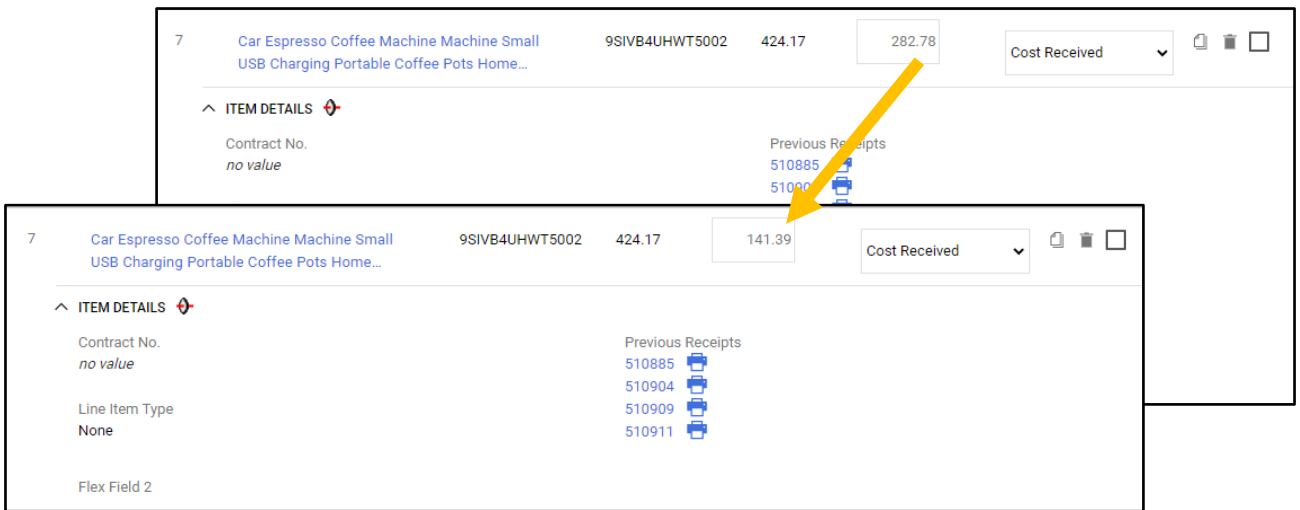 7 Car Espresso Coffee Machine Machine Small 9SIVB4UHWT5002 424.17 282.78 Cost Received
USB Charging Portable Coffee Pots Home…
ITEM DETAILS
Contract No. Previous Receipts
no value 510885
7 Car Espresso Coffee Machine Machine Small 9SIVB4UHWT5002 424.17 141.39 Cost Received
USB Charging Portable Coffee Pots Home…
ITEM DETAILS
Contract No. Previous Receipts
no value 510885
510904
Line Item Type 510909
None 510911
Flex Field 2